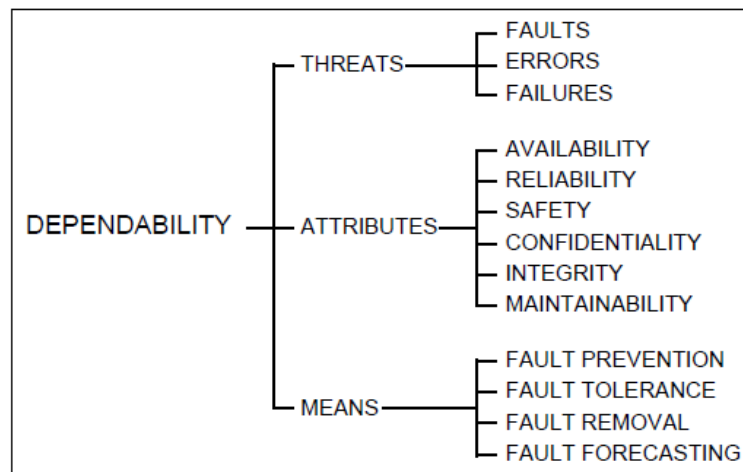 DEPENDABILITY
THREATS
FAULTS
ERRORS
FAILURES
ATTRIBUTES
AVAILABILITY
RELIABILITY
SAFETY
CONFIDENTIALITY
INTEGRITY
MAINTAINABILITY
MEANS
FAULT PREVENTION
FAULT TOLERANCE
FAULT REMOVAL
FAULT FORECASTING